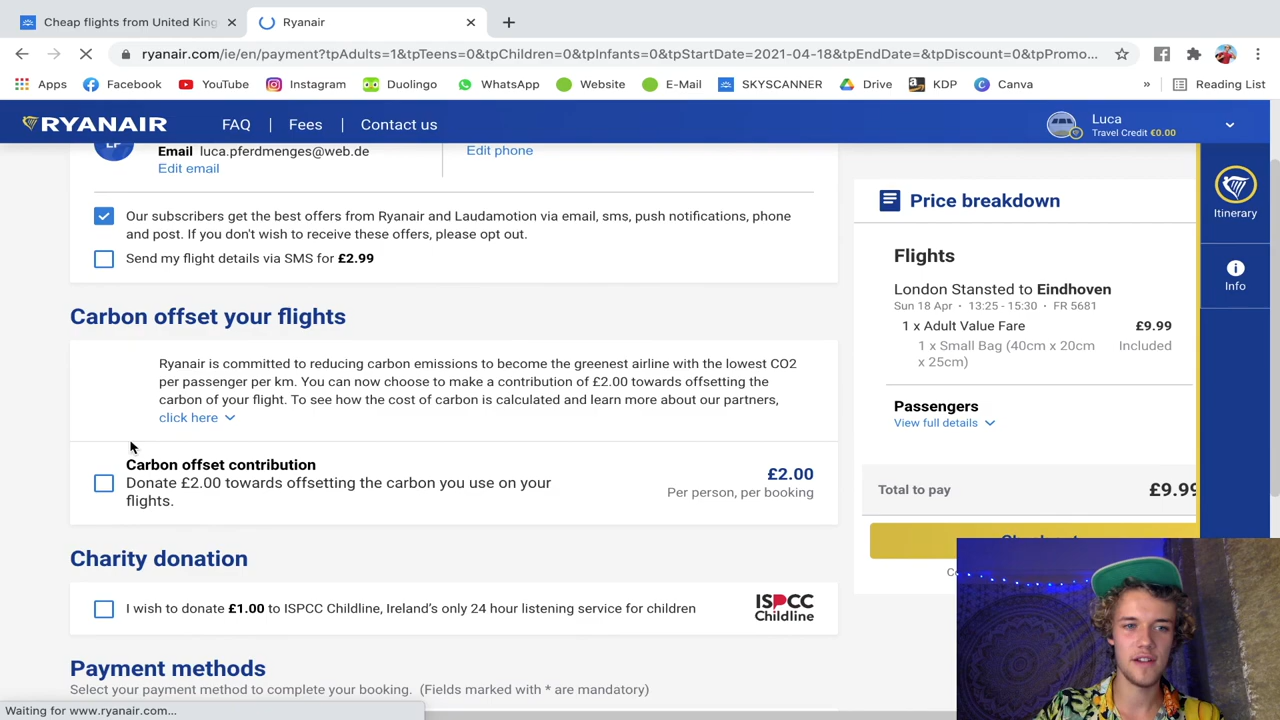 Cheap flights from United King
Ryanair
ryanair.com/ie/en/payment?tpAdults=1&tpTeens=0&tpChildren=0&tpInfants=0&tpStartDate=2021-04-18&tpEndDate=&tpDiscount=0&tpPromo...
Apps Facebook YouTube Instagram Duolingo WhatsApp Website E-Mail SKYSCANNER Drive KDP Canva » Reading List
RYANAIR FAQ | Fees | Contact us Luca
Travel Credit €0.00
Email luca.pferdmenges@web.de
Edit email
Edit phone
Our subscribers get the best offers from Ryanair and Laudamotion via email, sms, push notifications, phone
and post. If you don't wish to receive these offers, please opt out.
Send my flight details via SMS for £2.99
Carbon offset your flights
Ryanair is committed to reducing carbon emissions to become the greenest airline with the lowest CO2
per passenger per km. You can now choose to make a contribution of £2.00 towards offsetting the
carbon of your flight. To see how the cost of carbon is calculated and learn more about our partners,
click here
Carbon offset contribution
Donate £2.00 towards offsetting the carbon you use on your
flights.
£2.00
Per person, per booking
Charity donation
I wish to donate £1.00 to ISPCC Childline, Ireland's only 24 hour listening service for children
ISPCC
Childline
Payment methods
Select your payment method to complete your booking. (Fields marked with * are mandatory)
Waiting for www.ryanair.com...
Price breakdown
Flights
London Stansted to Eindhoven
Sun 18 Apr • 13:25 - 15:30 • FR 5681
1 x Adult Value Fare £9.99
1 x Small Bag (40cm x 20cm Included
x 25cm)
Passengers
View full details
Total to pay £9.99
Itinerary
Info